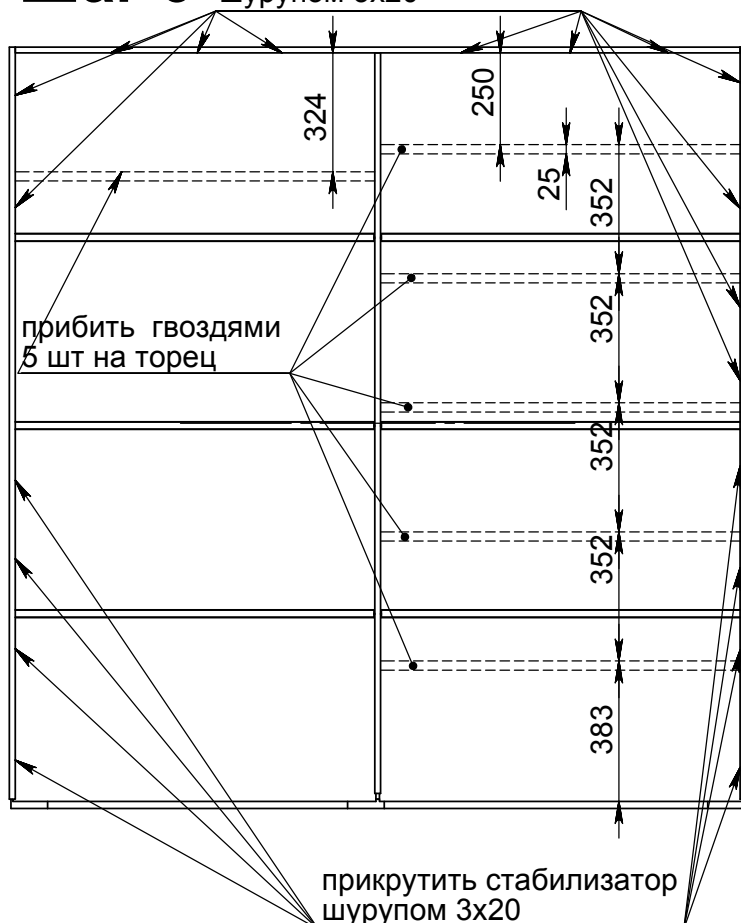 шурупом 3х20
324
250
25
352
352
прибить гвоздями
5 шт на торец
352
352
383
прикрутить стабилизатор
шурупом 3х20